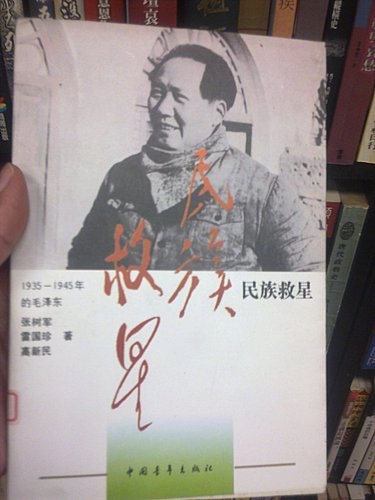 民族
救星
民族救星
1935－1945年
的毛泽东
张树军
雷国珍 著
高新民
中国青年出版社